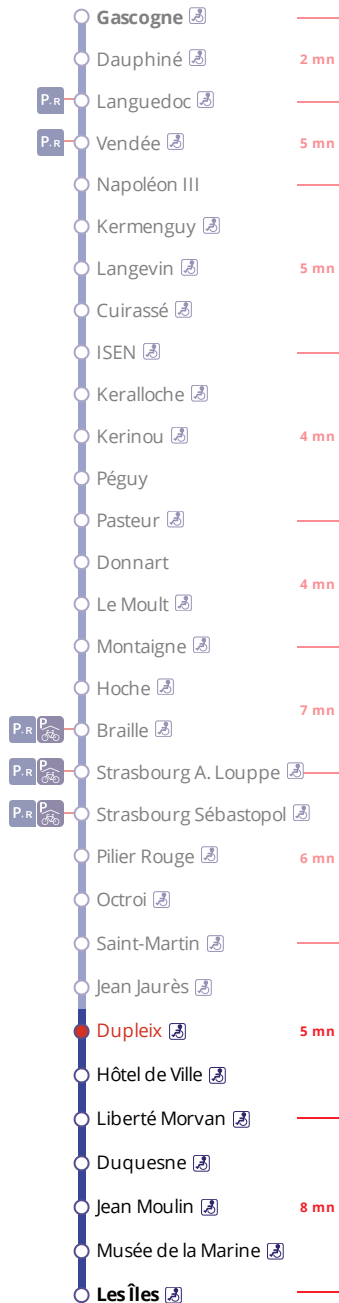 Gascogne
Dauphiné 2 mn
P+R Languedoc
P+R Vendée 5 mn
Napoléon III
Kermenguy
Langevin 5 mn
Cuirassé
ISEN
Keralloche
Kerinou 4 mn
Péguy
Pasteur
Donnart
4 mn
Le Moult
Montaigne
Hoche
7 mn
P+R P Braille
P+R P Strasbourg A. Louppe
P+R P Strasbourg Sébastopol
Pilier Rouge 6 mn
Octroi
Saint-Martin
Jean Jaurès
Dupleix 5 mn
Hôtel de Ville
Liberté Morvan
Duquesne
Jean Moulin 8 mn
Musée de la Marine
Les Îles